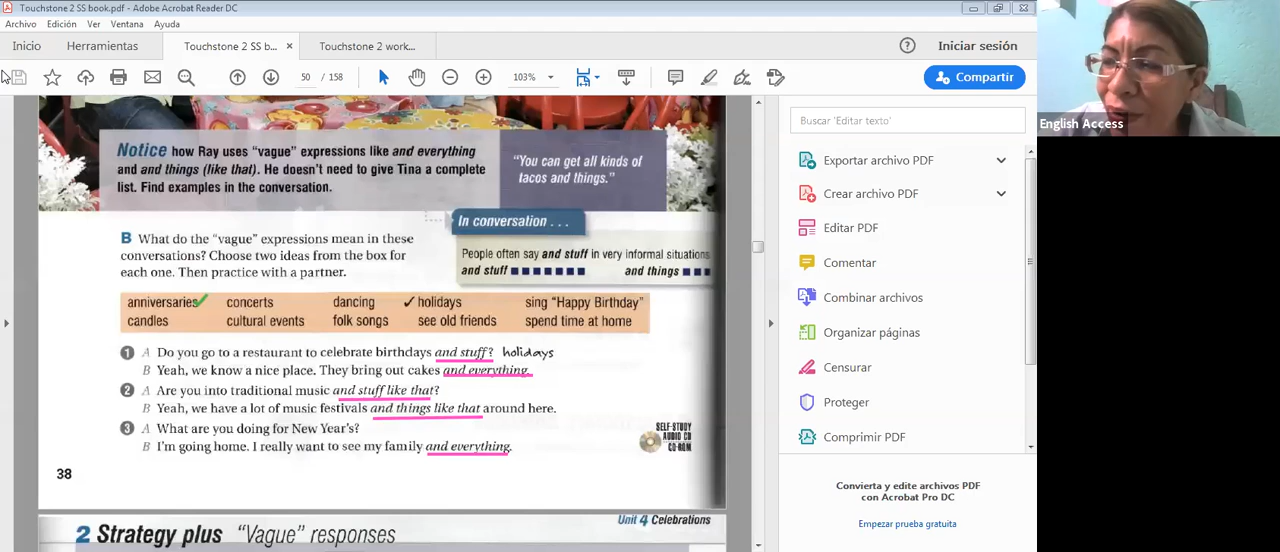 Touchstone 2 SS book.pdf - Adobe Acrobat Reader DC
Archivo Edición Ver Ventana Ayuda
Inicio Herramientas Touchstone 2 SS b... × Touchstone 2 work... Iniciar sesión
50 / 158 103% Compartir
Notice how Ray uses "vague" expressions like and everything
and and things (like that). He doesn't need to give Tina a complete
list. Find examples in the conversation.
"You can get all kinds of
tacos and things."
In conversation . . .
People often say and stuff in very informal situations
and stuff and things
B What do the "vague" expressions mean in these
conversations? Choose two ideas from the box for
each one. Then practice with a partner.
anniversaries concerts dancing ✓ holidays sing "Happy Birthday"
candles cultural events folk songs see old friends spend time at home
1 A Do you go to a restaurant to celebrate birthdays and stuff? holidays
B Yeah, we know a nice place. They bring out cakes and everything.
2 A Are you into traditional music and stuff like that?
B Yeah, we have a lot of music festivals and things like that around here.
3 A What are you doing for New Year's?
B I'm going home. I really want to see my family and everything.
SELF-STUDY
AUDIO CD
CD-ROM
38
Unit 4 Celebrations
2 Strategy plus "Vague" responses
Buscar 'Editar texto'
Exportar archivo PDF
Crear archivo PDF
Editar PDF
Comentar
Combinar archivos
Organizar páginas
Censurar
Proteger
Comprimir PDF
Convierta y edite archivos PDF
con Acrobat Pro DC
Empezar prueba gratuita
English Access